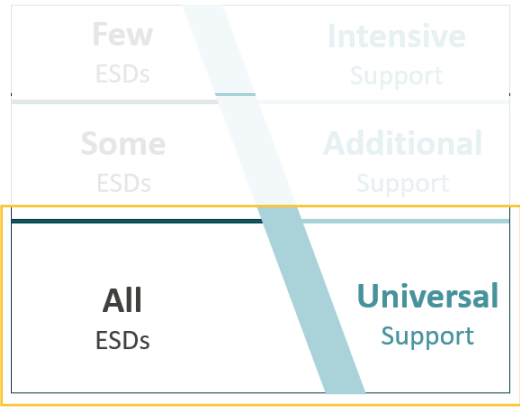 Few
ESDs
Intensive
Support
Some
ESDs
Additional
Support
All
ESDs
Universal
Support